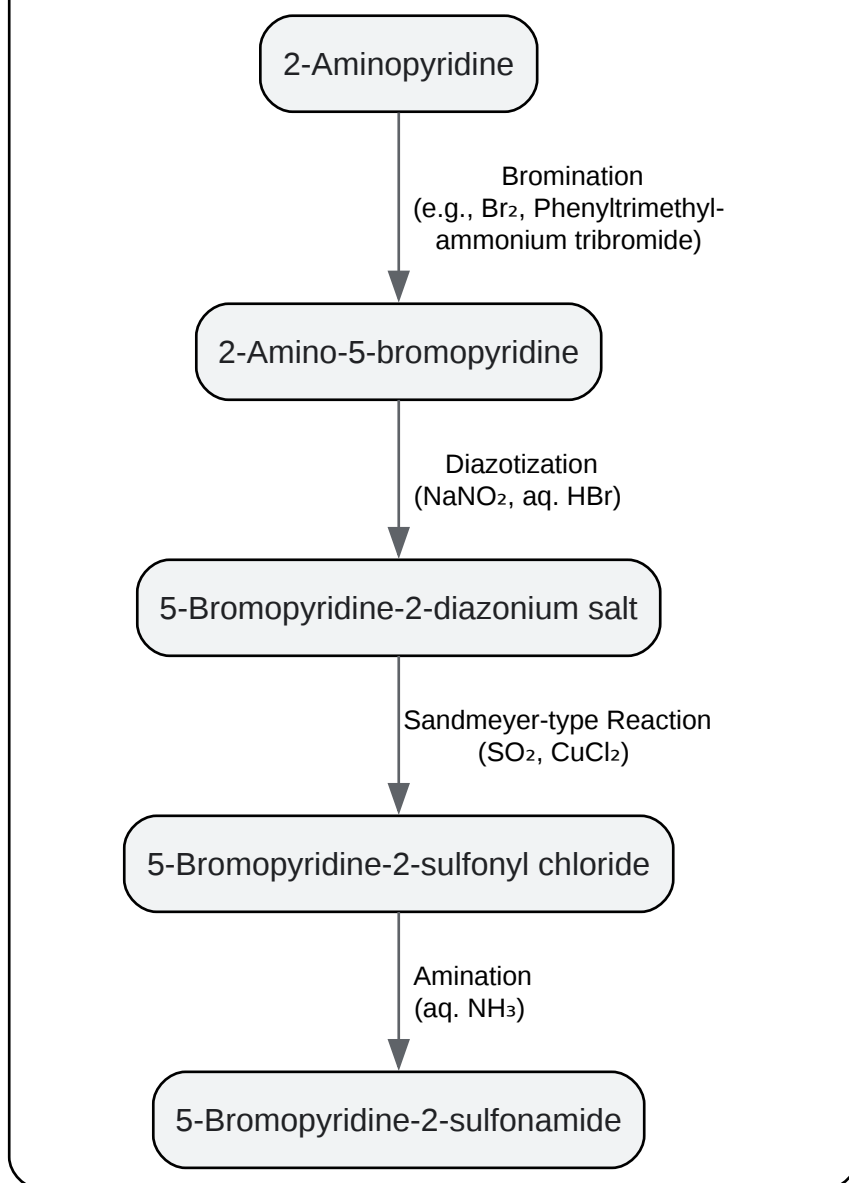 2-Aminopyridine
Bromination
(e.g., Br₂, Phenyltrimethyl-
ammonium tribromide)
2-Amino-5-bromopyridine
Diazotization
(NaNO₂, aq. HBr)
5-Bromopyridine-2-diazonium salt
Sandmeyer-type Reaction
(SO₂, CuCl₂)
5-Bromopyridine-2-sulfonyl chloride
Amination
(aq. NH₃)
5-Bromopyridine-2-sulfonamide